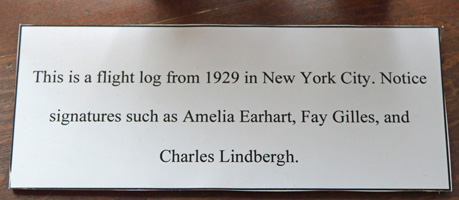 This is a flight log from 1929 in New York City. Notice
signatures such as Amelia Earhart, Fay Gilles, and
Charles Lindbergh.